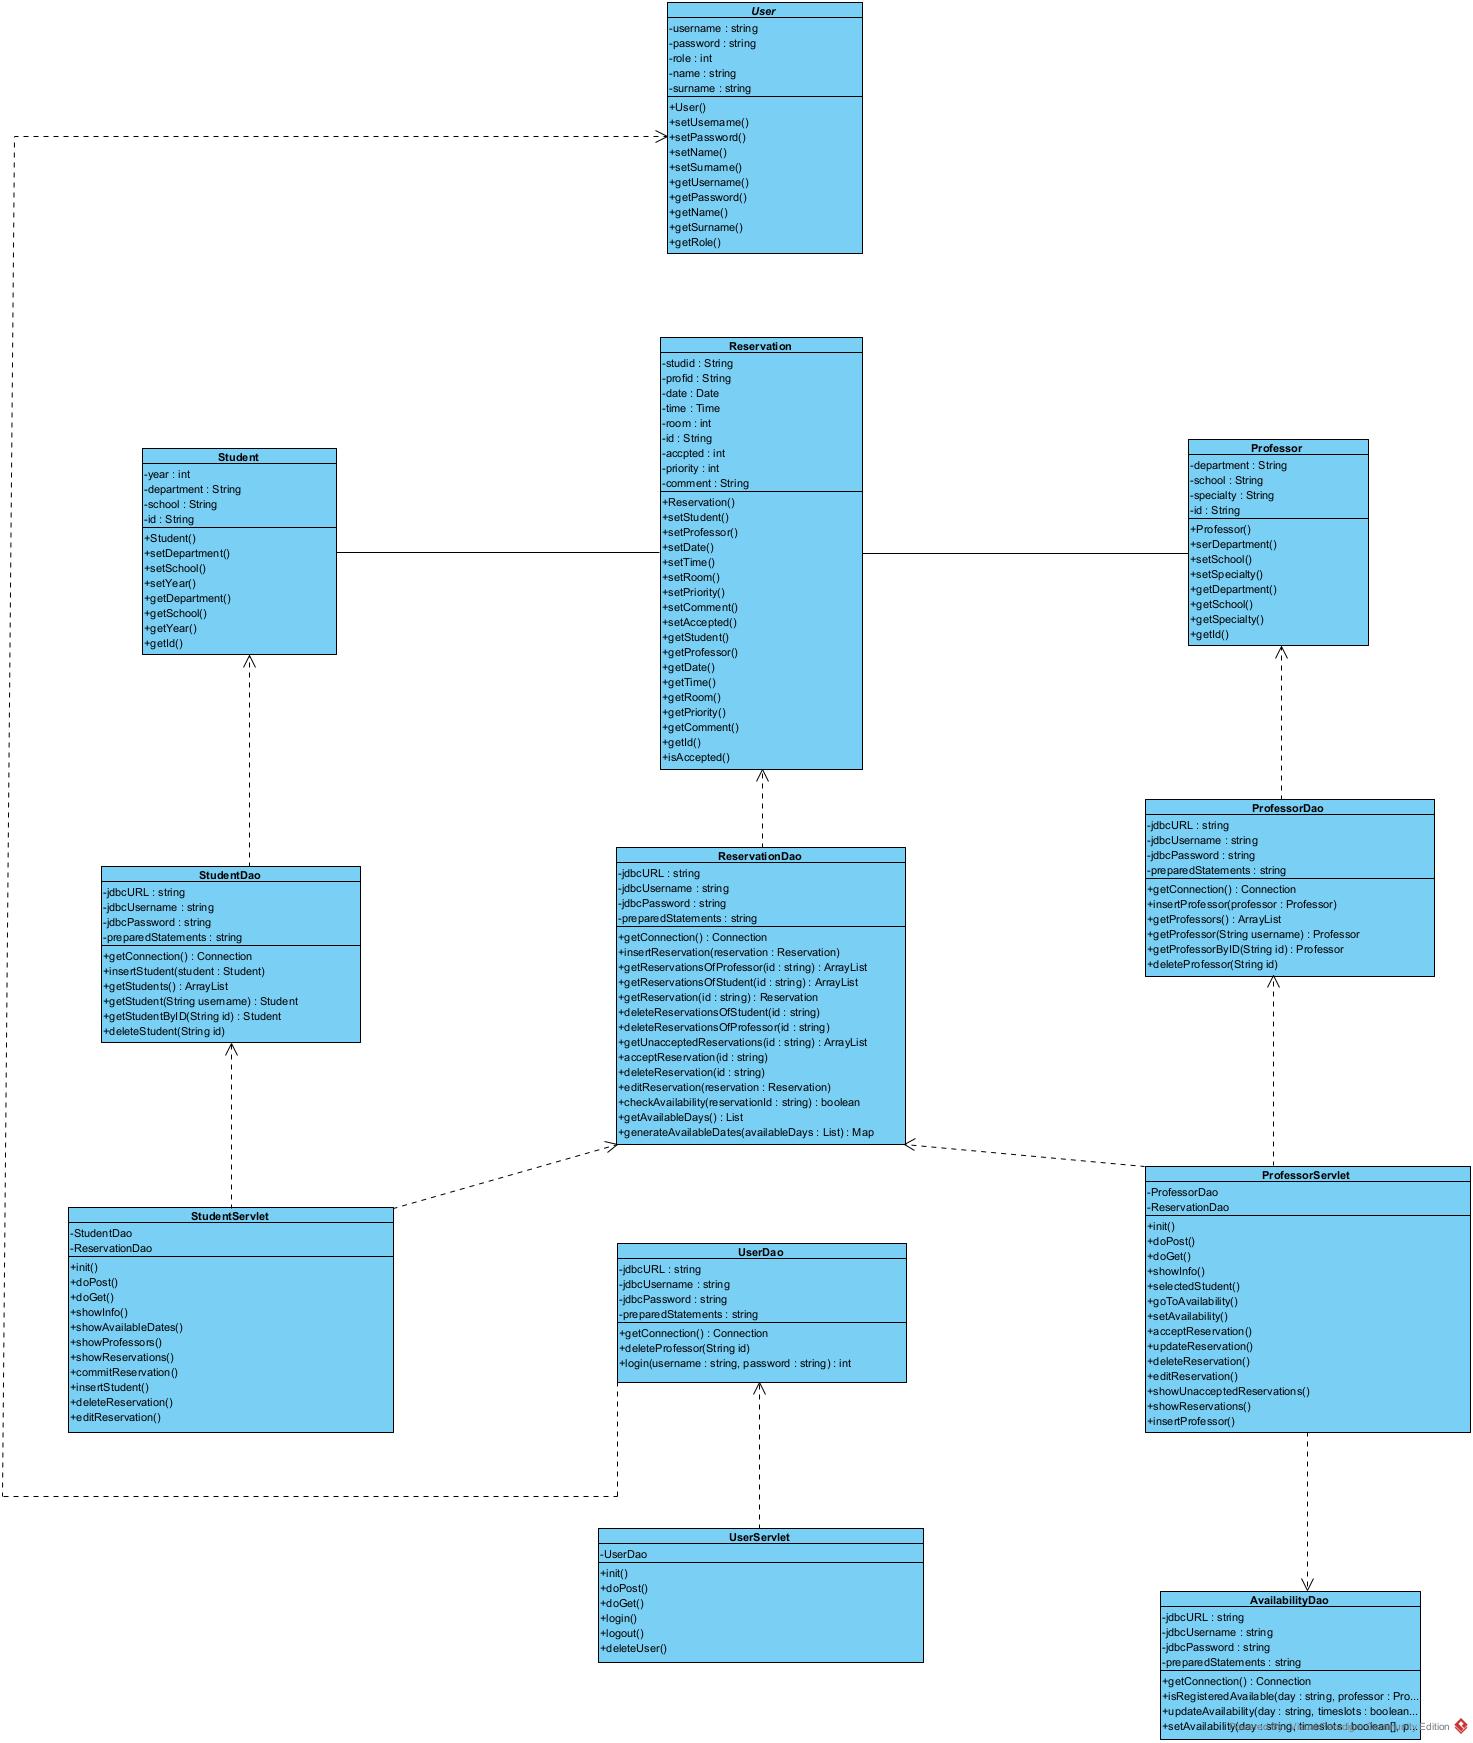 User
-username : string
-password : string
-role : int
-name : string
-surname : string
+User()
+setUsername()
+setPassword()
+setName()
+setSurname()
+getUsername()
+getPassword()
+getName()
+getSurname()
+getRole()
Reservation
-studid : String
-profid : String
-date : Date
-time : Time
-room : int
-id : String
-accpted : int
-priority : int
-comment : String
+Reservation()
+setStudent()
+setProfessor()
+setDate()
+setTime()
+setRoom()
+setPriority()
+setComment()
+setAccepted()
+getStudent()
+getProfessor()
+getDate()
+getTime()
+getRoom()
+getPriority()
+getComment()
+getId()
+isAccepted()
Student
-year : int
-department : String
-school : String
-id : String
+Student()
+setDepartment()
+setSchool()
+setYear()
+getDepartment()
+getSchool()
+getYear()
+getId()
Professor
-department : String
-school : String
-specialty : String
-id : String
+Professor()
+serDepartment()
+setSchool()
+setSpecialty()
+getDepartment()
+getSchool()
+getSpecialty()
+getId()
StudentDao
-jdbcURL : string
-jdbcUsername : string
-jdbcPassword : string
-preparedStatements : string
+getConnection() : Connection
+insertStudent(student : Student)
+getStudents() : ArrayList
+getStudent(String username) : Student
+getStudentByID(String id) : Student
+deleteStudent(String id)
ReservationDao
-jdbcURL : string
-jdbcUsername : string
-jdbcPassword : string
-preparedStatements : string
+getConnection() : Connection
+insertReservation(reservation : Reservation)
+getReservationsOfProfessor(id : string) : ArrayList
+getReservationsOfStudent(id : string) : ArrayList
+getReservation(id : string) : Reservation
+deleteReservationsOfStudent(id : string)
+deleteReservationsOfProfessor(id : string)
+getUnacceptedReservations(id : string) : ArrayList
+acceptReservation(id : string)
+deleteReservation(id : string)
+editReservation(reservation : Reservation)
+checkAvailability(reservationId : string) : boolean
+getAvailableDays() : List
+generateAvailableDates(availableDays : List) : Map
ProfessorDao
-jdbcURL : string
-jdbcUsername : string
-jdbcPassword : string
-preparedStatements : string
+getConnection() : Connection
+insertProfessor(professor : Professor)
+getProfessors() : ArrayList
+getProfessor(String username) : Professor
+getProfessorByID(String id) : Professor
+deleteProfessor(String id)
StudentServlet
-StudentDao
-ReservationDao
+init()
+doPost()
+doGet()
+showInfo()
+showAvailableDates()
+showProfessors()
+showReservations()
+commitReservation()
+insertStudent()
+deleteReservation()
+editReservation()
UserDao
-jdbcURL : string
-jdbcUsername : string
-jdbcPassword : string
-preparedStatements : string
+getConnection() : Connection
+deleteProfessor(String id)
+login(username : string, password : string) : int
ProfessorServlet
-ProfessorDao
-ReservationDao
+init()
+doPost()
+doGet()
+showInfo()
+selectedStudent()
+goToAvailability()
+setAvailability()
+acceptReservation()
+updateReservation()
+deleteReservation()
+editReservation()
+showUnacceptedReservations()
+showReservations()
+insertProfessor()
UserServlet
-UserDao
+init()
+doPost()
+doGet()
+login()
+logout()
+deleteUser()
AvailabilityDao
-jdbcURL : string
-jdbcUsername : string
-jdbcPassword : string
-preparedStatements : string
+getConnection() : Connection
+isRegisteredAvailable(day : string, professor : Pro...
+updateAvailability(day : string, timeslots : boolean...
+setAvailability(day : string, timeslots : boolean[], p...
Edition